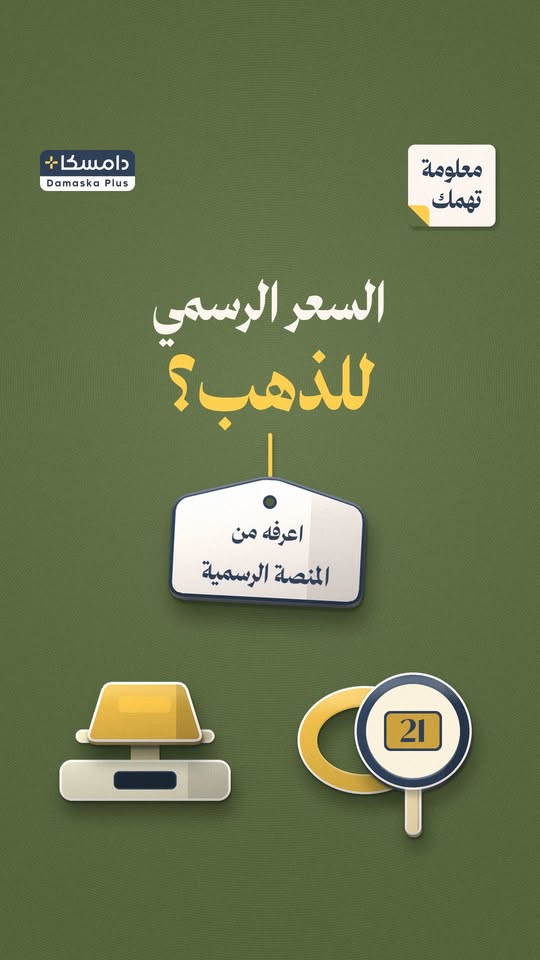 معلومة
تهمك
دامسكا+
Damaska Plus
السعر الرسمي
للذهب؟
اعرفه من
المنصة الرسمية
21